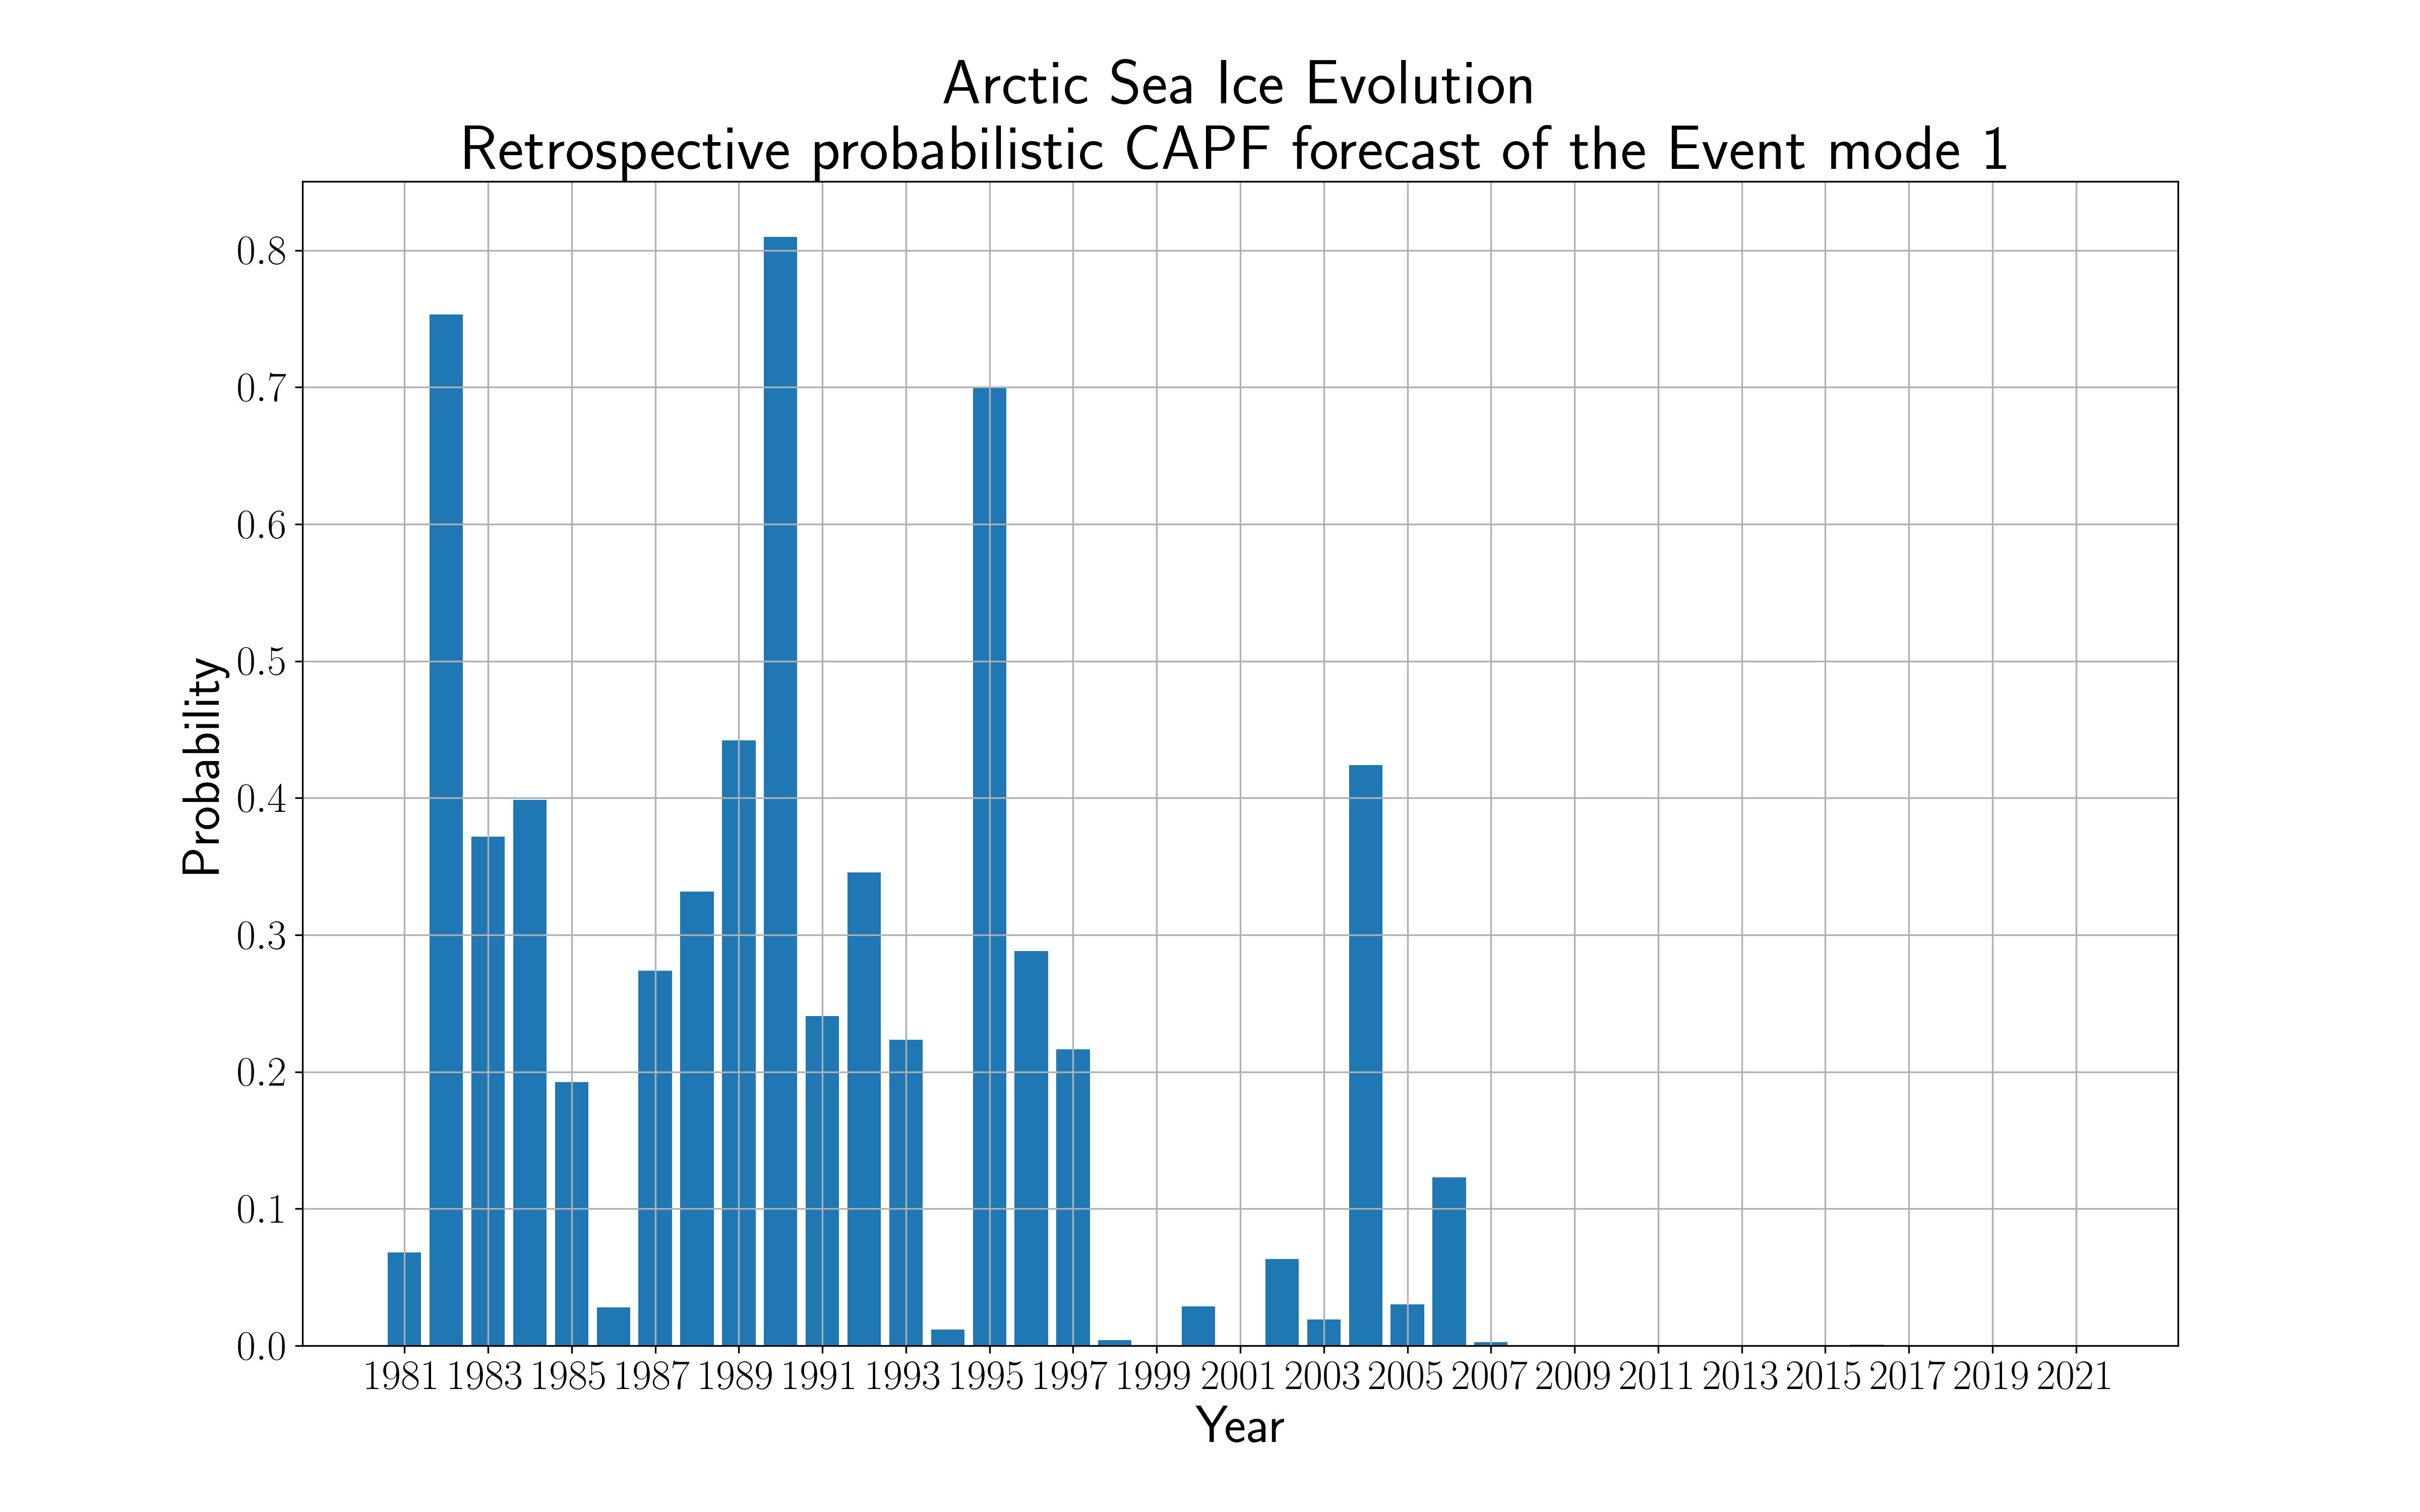 Arctic Sea Ice Evolution
Retrospective probabilistic CAPF forecast of the Event mode 1
0.8
0.7
0.6
0.5
0.4
0.3
0.2
0.1
0.0
Probability
1981 1983 1985 1987 1989 1991 1993 1995 1997 1999 2001 2003 2005 2007 2009 2011 2013 2015 2017 2019 2021
Year